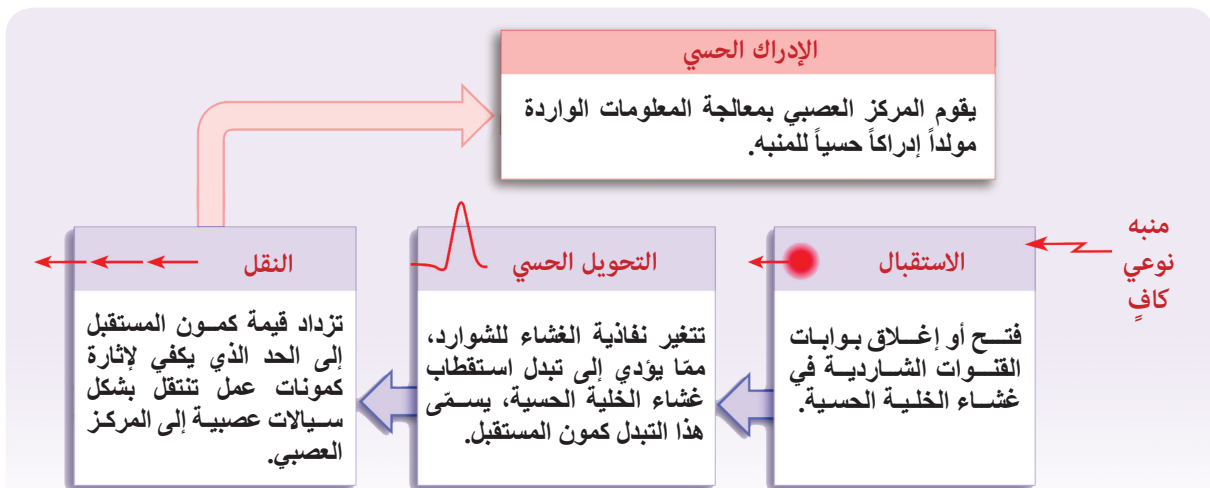 الإدراك الحسي
يقوم المركز العصبي بمعالجة المعلومات الواردة
مولداً إدراكاً حسياً للمنبه.
منبه
نوعي
كافٍ
الاستقبال
فتح أو إغلاق بوابات
القنوات الشاردية في
غشاء الخلية الحسية.
التحويل الحسي
تتغير نفاذية الغشاء للشوارد،
ممّا يؤدي إلى تبدل استقطاب
غشاء الخلية الحسية، يسمّى
هذا التبدل كمون المستقبل.
النقل
تزداد قيمة كمون المستقبل
إلى الحد الذي يكفي لإثارة
كمونات عمل تنتقل بشكل
سيالات عصبية إلى المركز
العصبي.